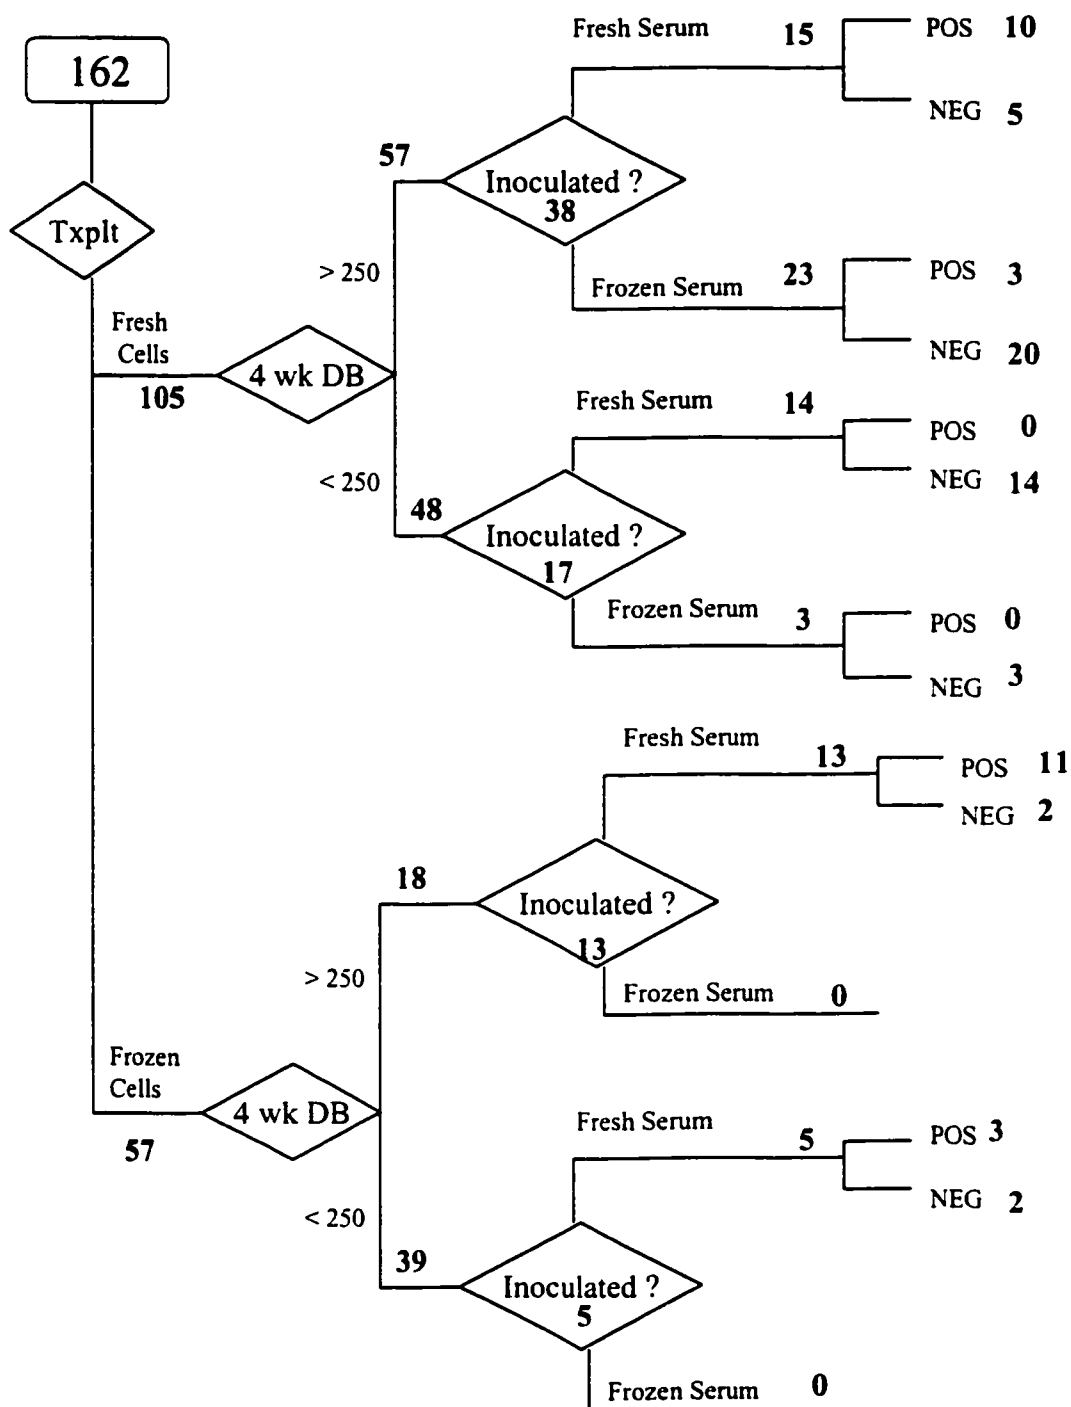 162
Txplt
Fresh
Cells
105
4 wk DB
> 250
57
Inoculated ?
38
Fresh Serum 15
POS 10
NEG 5
Frozen Serum 23
POS 3
NEG 20
< 250
48
Inoculated ?
17
Fresh Serum 14
POS 0
NEG 14
Frozen Serum 3
POS 0
NEG 3
Frozen
Cells
57
4 wk DB
> 250
18
Inoculated ?
13
Fresh Serum 13
POS 11
NEG 2
Frozen Serum 0
< 250
39
Inoculated ?
5
Fresh Serum 5
POS 3
NEG 2
Frozen Serum 0